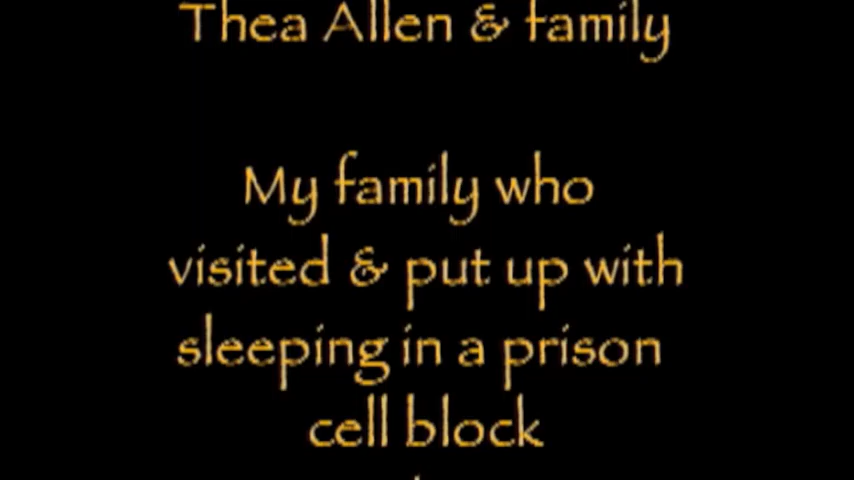 Thea Allen & family
My family who
visited & put up with
sleeping in a prison
cell block